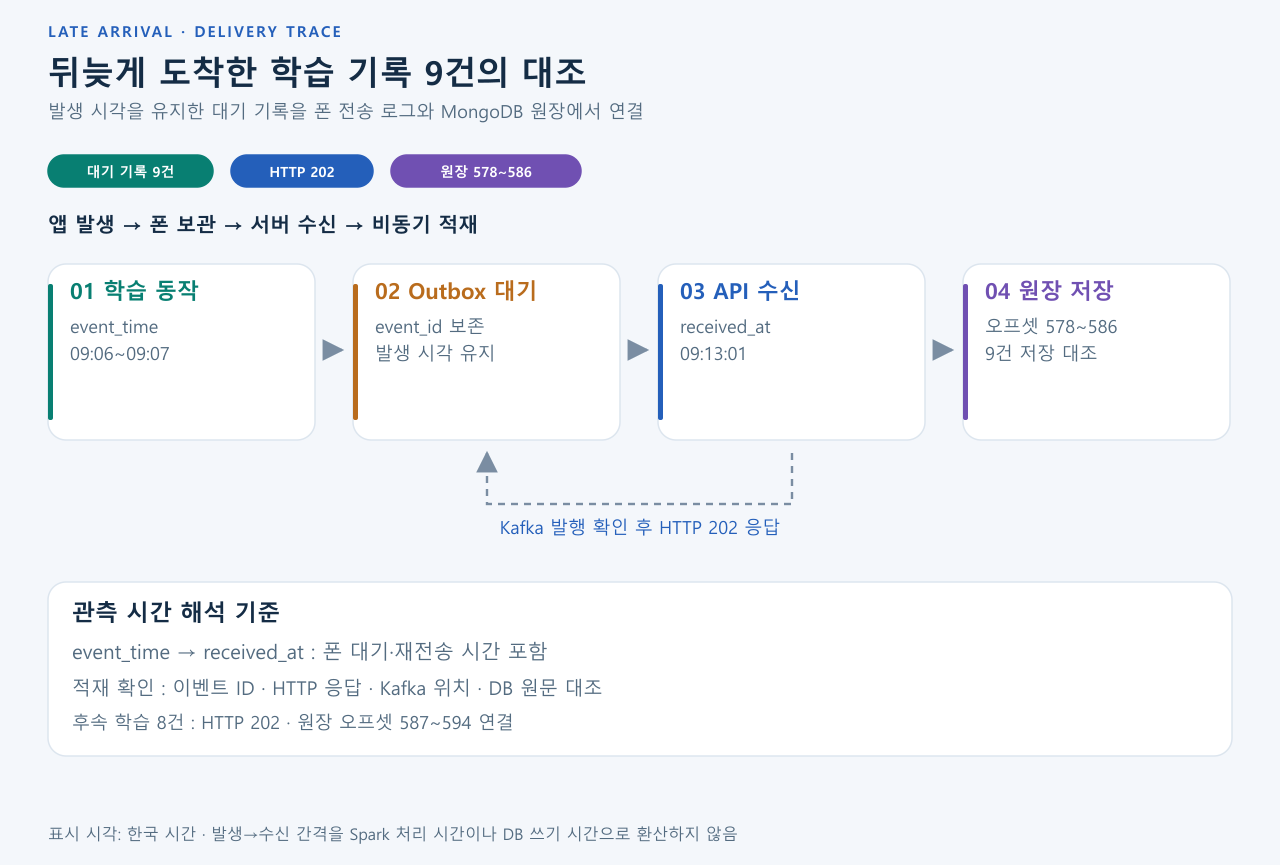 LATE ARRIVAL · DELIVERY TRACE
뒤늦게 도착한 학습 기록 9건의 대조
발생 시각을 유지한 대기 기록을 폰 전송 로그와 MongoDB 원장에서 연결
대기 기록 9건
HTTP 202
원장 578~586
앱 발생 → 폰 보관 → 서버 수신 → 비동기 적재
01 학습 동작
event_time
09:06~09:07
02 Outbox 대기
event_id 보존
발생 시각 유지
03 API 수신
received_at
09:13:01
04 원장 저장
오프셋 578~586
9건 저장 대조
Kafka 발행 확인 후 HTTP 202 응답
관측 시간 해석 기준
event_time → received_at : 폰 대기·재전송 시간 포함
적재 확인 : 이벤트 ID · HTTP 응답 · Kafka 위치 · DB 원문 대조
후속 학습 8건 : HTTP 202 · 원장 오프셋 587~594 연결
표시 시각: 한국 시간 · 발생→수신 간격을 Spark 처리 시간이나 DB 쓰기 시간으로 환산하지 않음